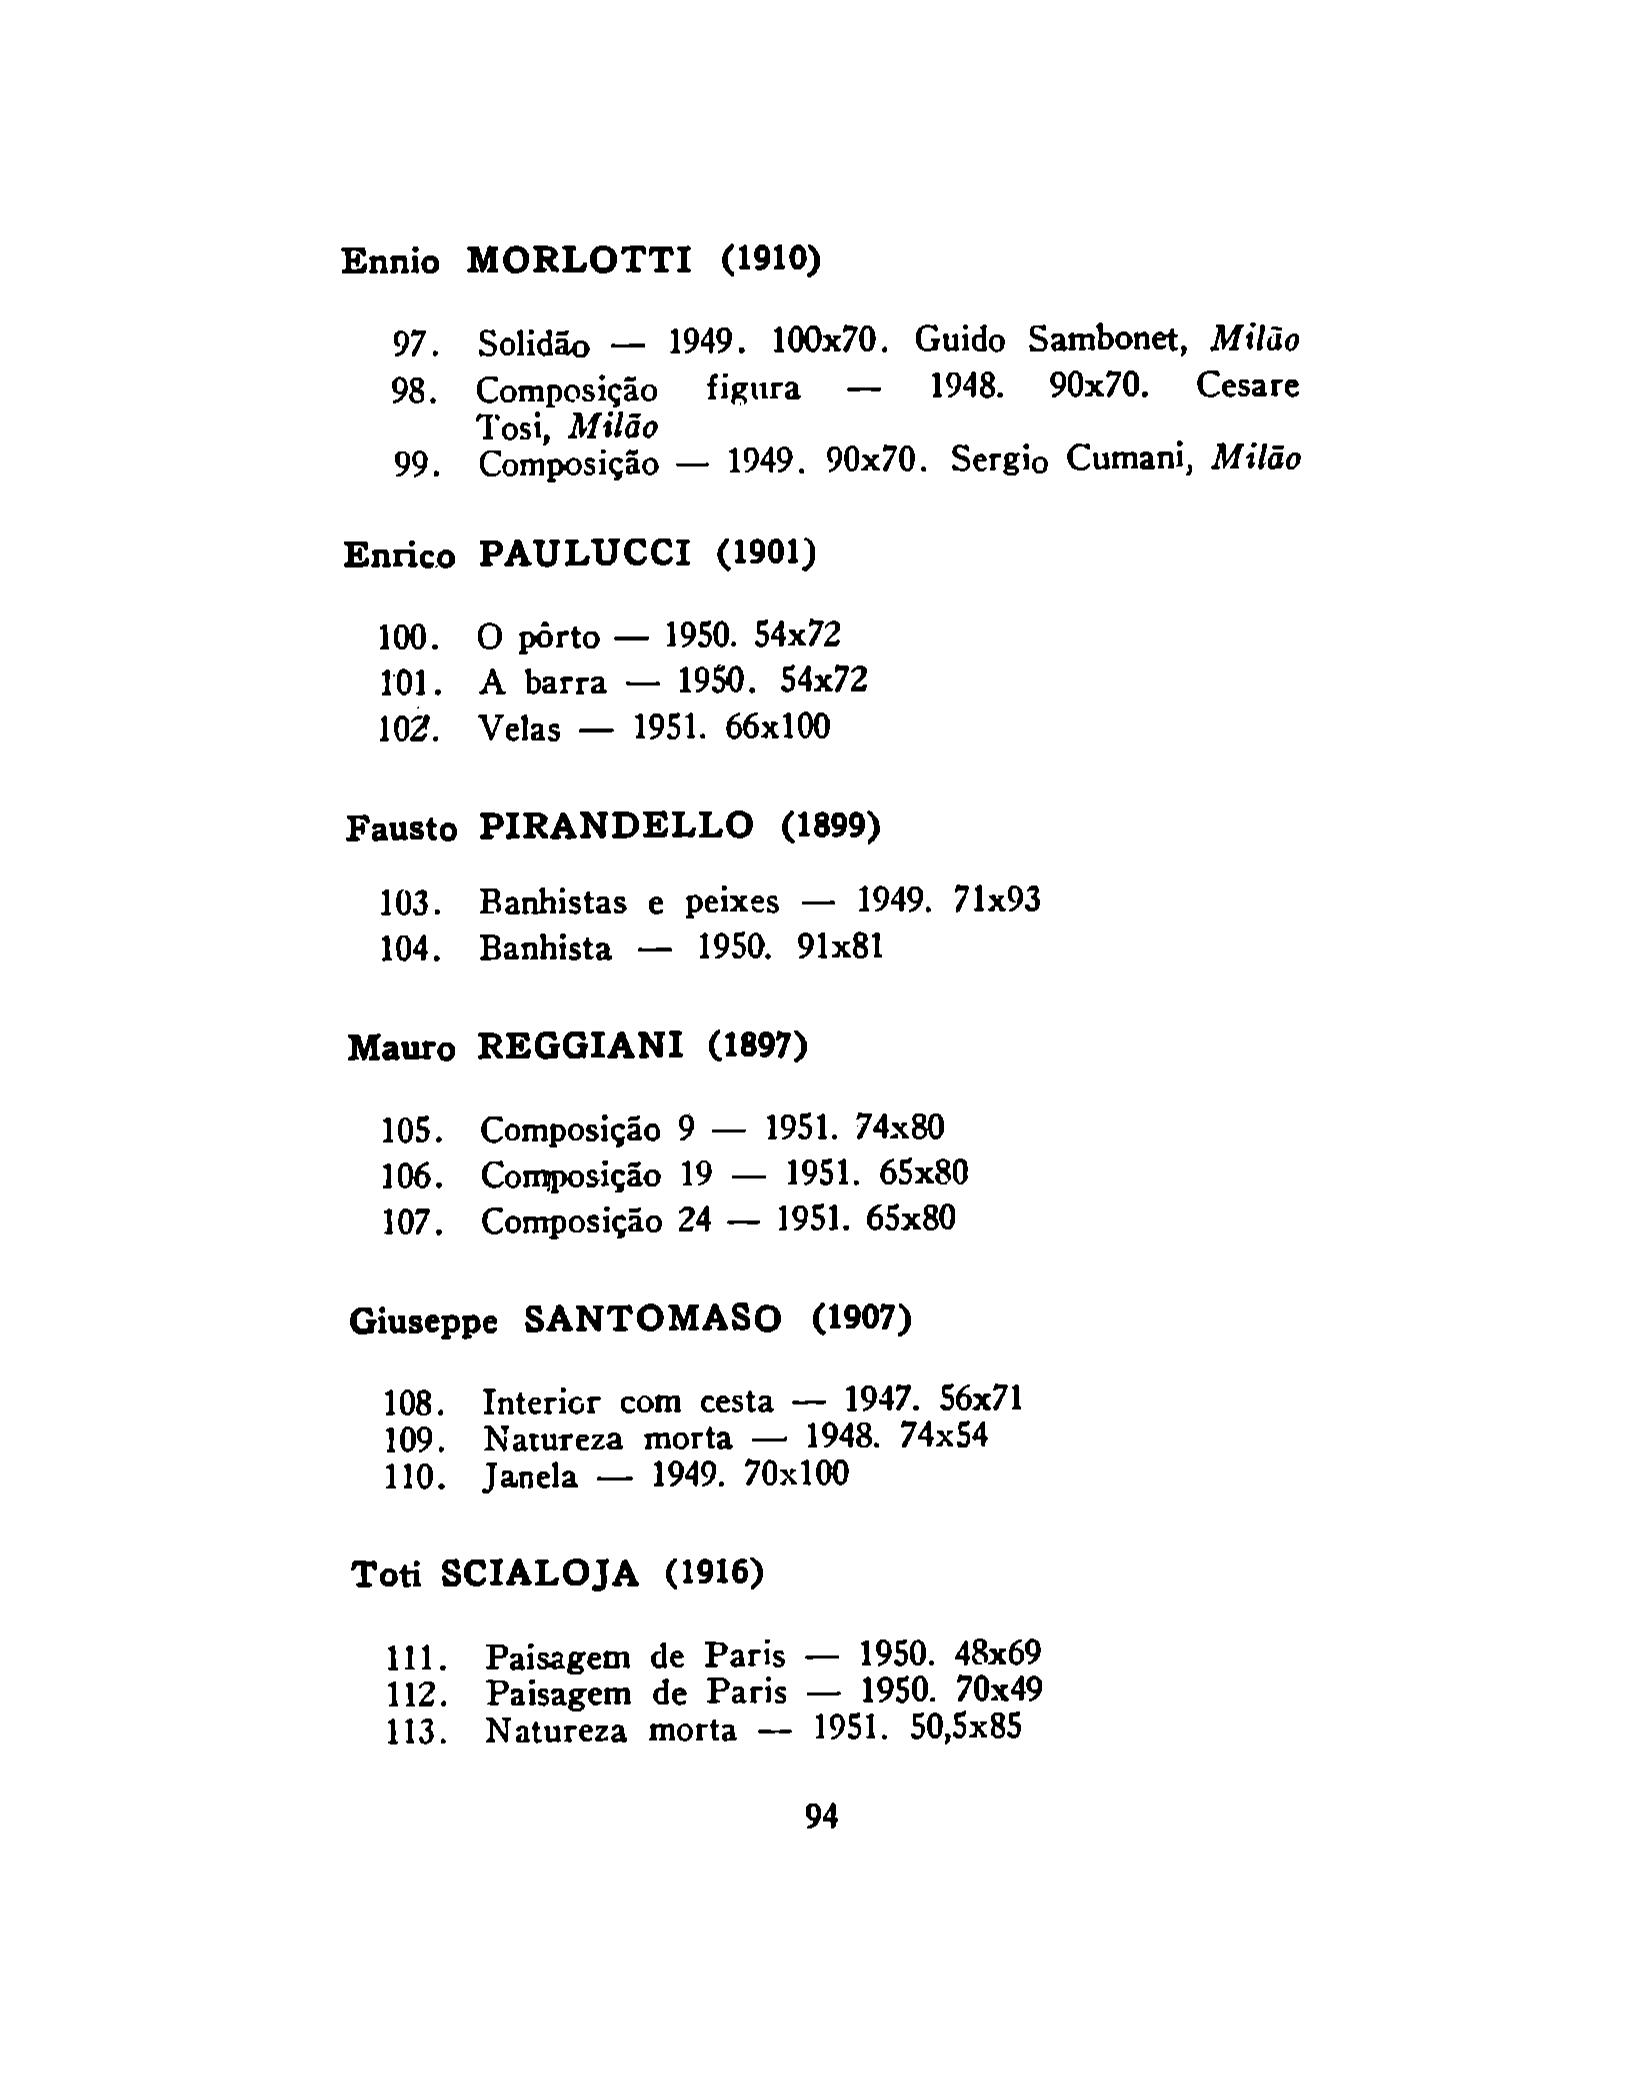 Ennio MORLOTTI (1910)
97. Solidão — 1949. 100x70. Guido Sambonet, Milão
98. Composição figura — 1948. 90x70. Cesare
Tosi, Milão
99. Composição — 1949. 90x70. Sergio Cumani, Milão
Enrico PAULUCCI (1901)
100. O pôrto — 1950. 54x72
101. A barra — 1950. 54x72
102. Velas — 1951. 66x100
Fausto PIRANDELLO (1899)
103. Banhistas e peixes — 1949. 71x93
104. Banhista — 1950. 91x81
Mauro REGGIANI (1897)
105. Composição 9 — 1951. 74x80
106. Composição 19 — 1951. 65x80
107. Composição 24 — 1951. 65x80
Giuseppe SANTOMASO (1907)
108. Interior com cesta — 1947. 56x71
109. Natureza morta — 1948. 74x54
110. Janela — 1949. 70x100
Toti SCIALOJA (1916)
111. Paisagem de Paris — 1950. 48x69
112. Paisagem de Paris — 1950. 70x49
113. Natureza morta — 1951. 50,5x85
94